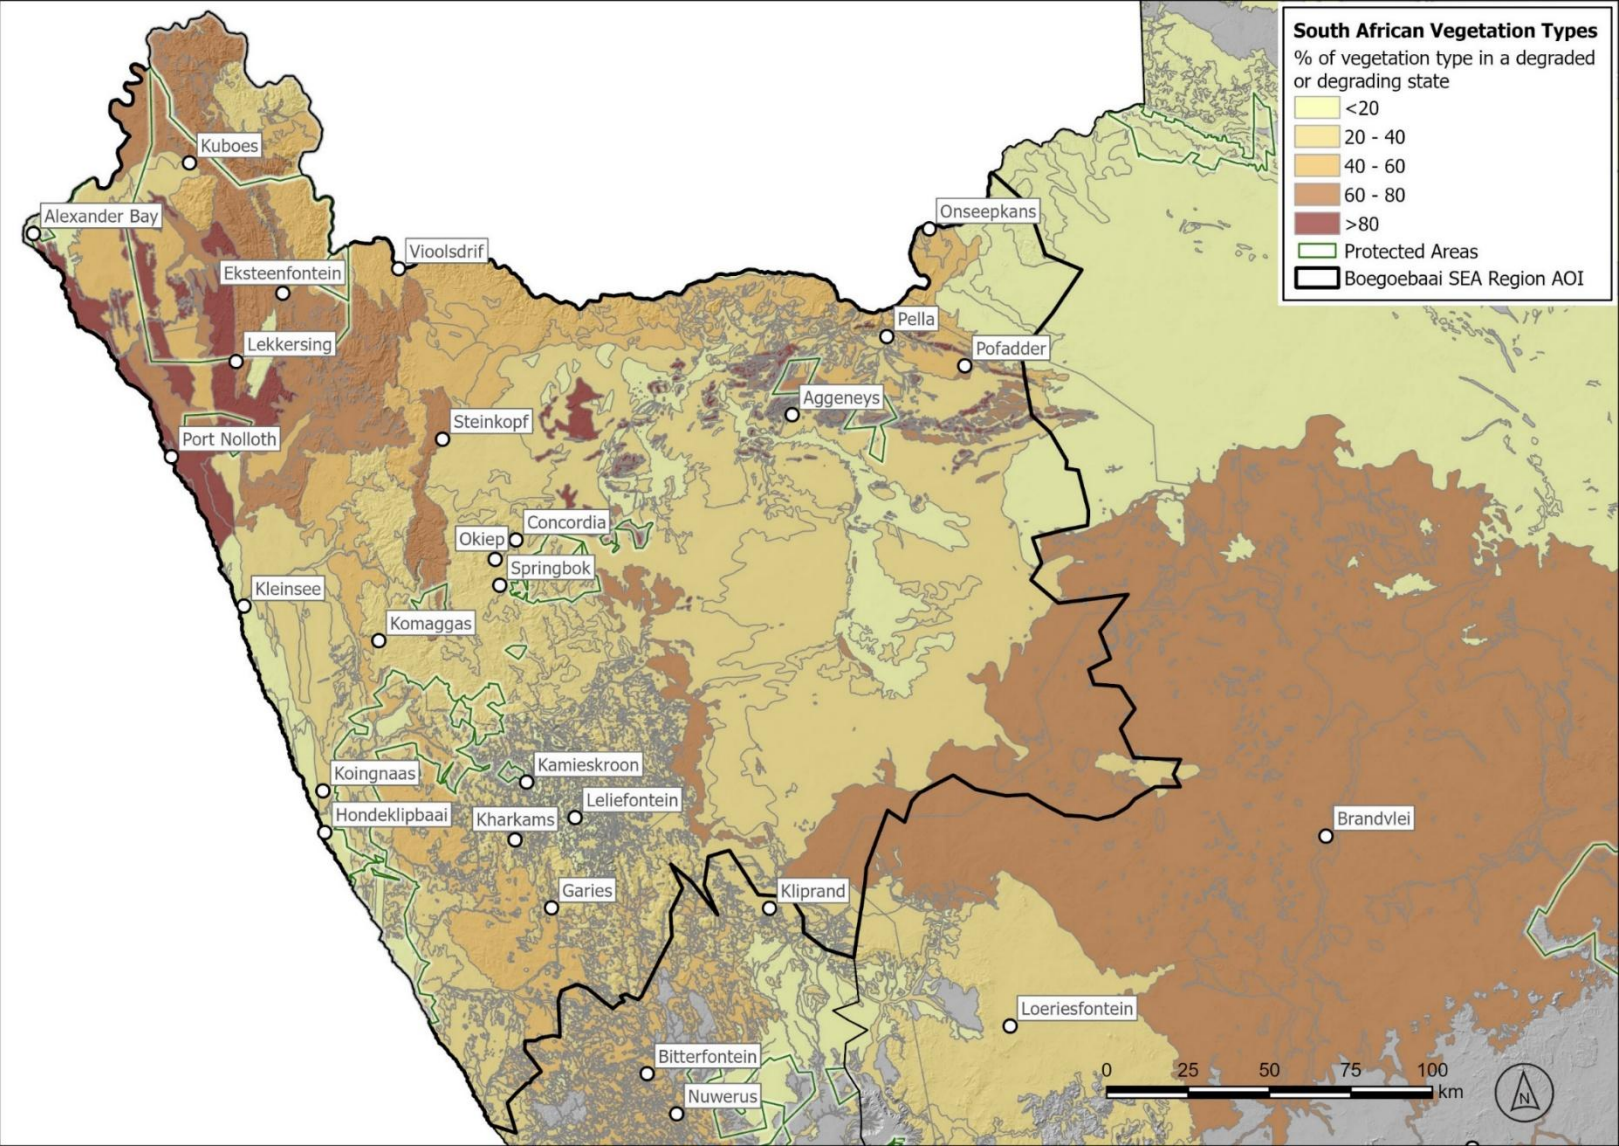 South African Vegetation Types
% of vegetation type in a degraded
or degrading state
<20
20 - 40
40 - 60
60 - 80
>80
Protected Areas
Boegoebaai SEA Region AOI
Kuboes
Alexander Bay
Onseepkans
Vioolsdrif
Eksteenfontein
Pella
Lekkersing
Pofadder
Aggeneys
Steinkopf
Port Nolloth
Concordia
Okiep
Springbok
Kleinsee
Komaggas
Kamieskroon
Koingnaas
Leliefontein
Hondeklipbaai
Kharkams
Brandvlei
Garies
Kliprand
Loeriesfontein
Bitterfontein
Nuwerus
0 25 50 75 100
km
N